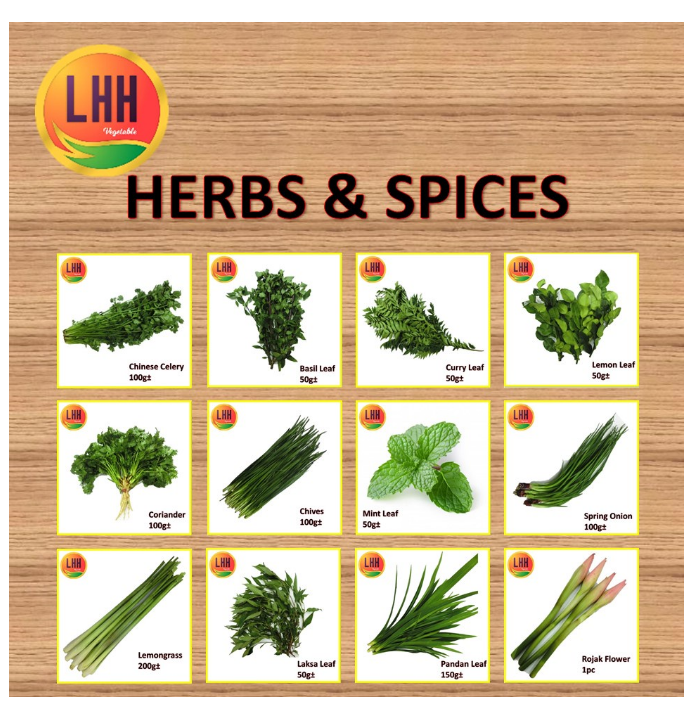 LHH
Vegetable
HERBS & SPICES
LHH
Chinese Celery
100g±
LHH
Basil Leaf
50g±
LHH
Curry Leaf
50g±
LHH
Lemon Leaf
50g±
LHH
Coriander
100g±
LHH
Chives
100g±
LHH
Mint Leaf
50g±
LHH
Spring Onion
100g±
LHH
Lemongrass
200g±
LHH
Laksa Leaf
50g±
LHH
Pandan Leaf
150g±
LHH
Rojak Flower
1pc